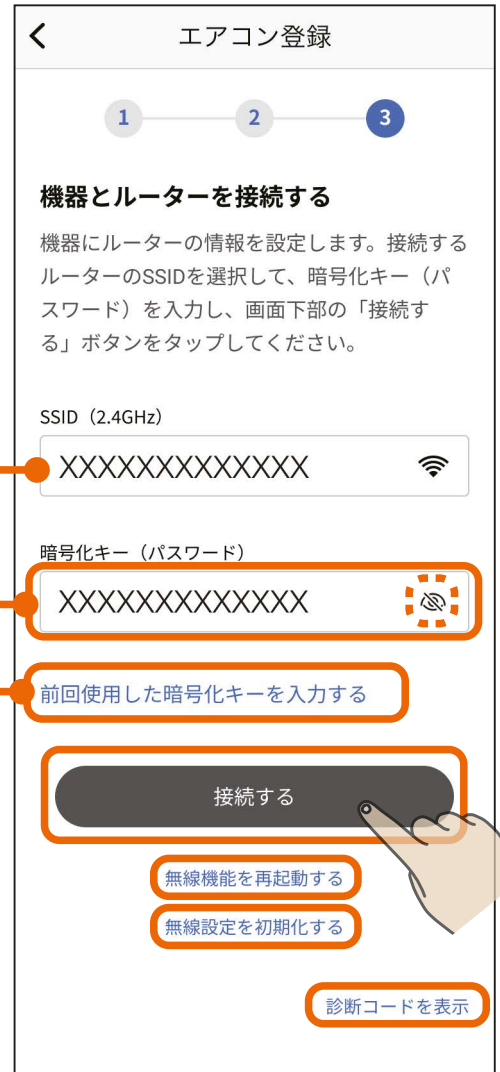 エアコン登録
1 2 3
機器とルーターを接続する
機器にルーターの情報を設定します。接続する
ルーターのSSIDを選択して、暗号化キー（パ
スワード）を入力し、画面下部の「接続す
る」ボタンをタップしてください。
SSID（2.4GHz）
XXXXXXXXXXXXX
暗号化キー（パスワード）
XXXXXXXXXXXXX
前回使用した暗号化キーを入力する
接続する
無線機能を再起動する
無線設定を初期化する
診断コードを表示